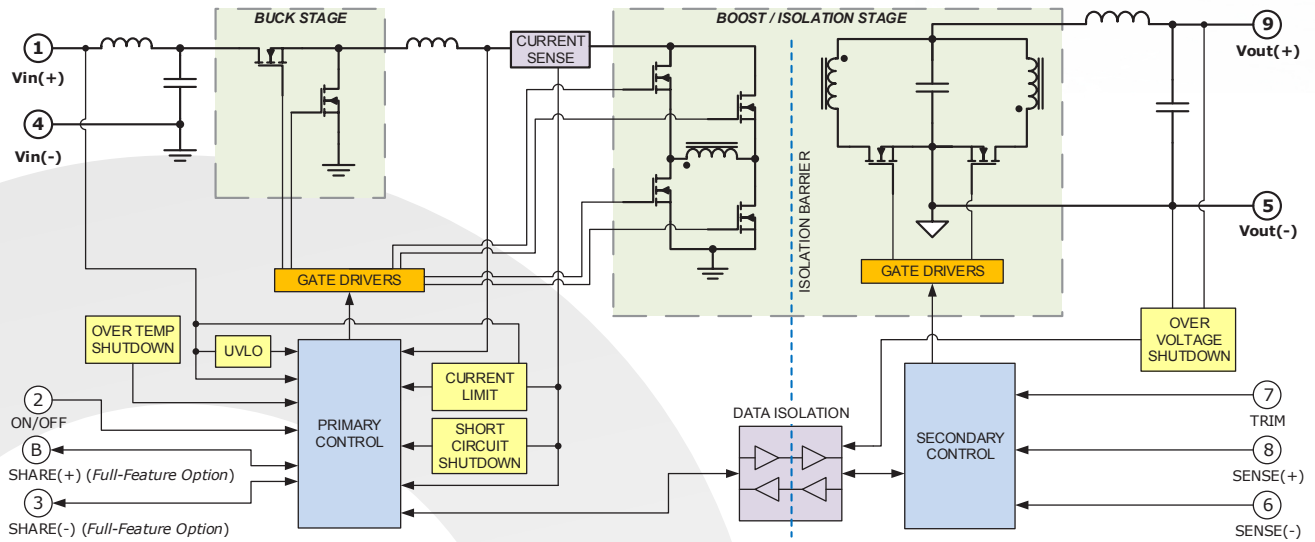 BUCK STAGE
BOOST / ISOLATION STAGE
1
Vin(+)
4
Vin(-)
CURRENT
SENSE
9
Vout(+)
5
Vout(-)
ISOLATION BARRIER
GATE DRIVERS
GATE DRIVERS
OVER TEMP
SHUTDOWN
UVLO
PRIMARY
CONTROL
CURRENT
LIMIT
SHORT
CIRCUIT
SHUTDOWN
2
ON/OFF
B
SHARE(+) (Full-Feature Option)
3
SHARE(-) (Full-Feature Option)
DATA ISOLATION
SECONDARY
CONTROL
OVER
VOLTAGE
SHUTDOWN
7
TRIM
8
SENSE(+)
6
SENSE(-)